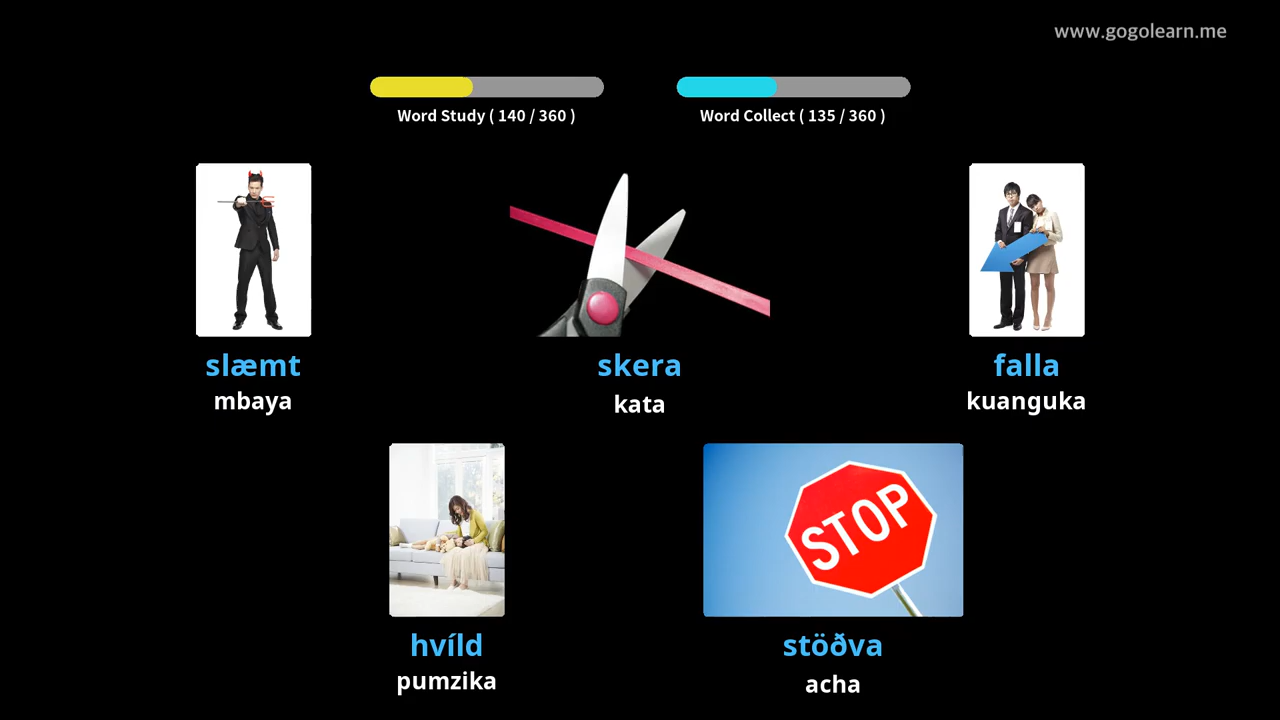 www.gogolearn.me
Word Study ( 140 / 360 )
Word Collect ( 135 / 360 )
slæmt
mbaya
skera
kata
falla
kuanguka
STOP
hvíld
pumzika
stöðva
acha